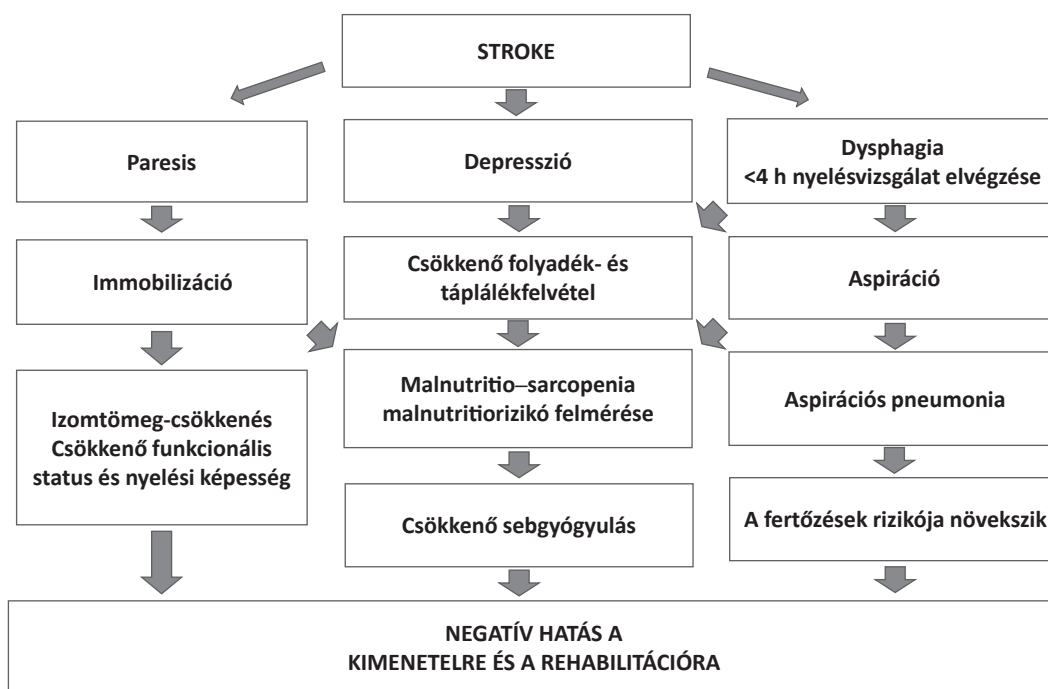 STROKE
Paresis
Depresszió
Dysphagia
<4 h nyelésvizsgálat elvégzése
Immobilizáció
Csökkenő folyadék- és
táplálékfelvétel
Aspiráció
Izomtömeg-csökkenés
Csökkenő funkcionális
status és nyelési képesség
Malnutritio–sarcopenia
malnutritiorizikó felmérése
Aspirációs pneumonia
Csökkenő sebgyógyulás
A fertőzések rizikója növekszik
NEGATÍV HATÁS A
KIMENETELRE ÉS A REHABILITÁCIÓRA